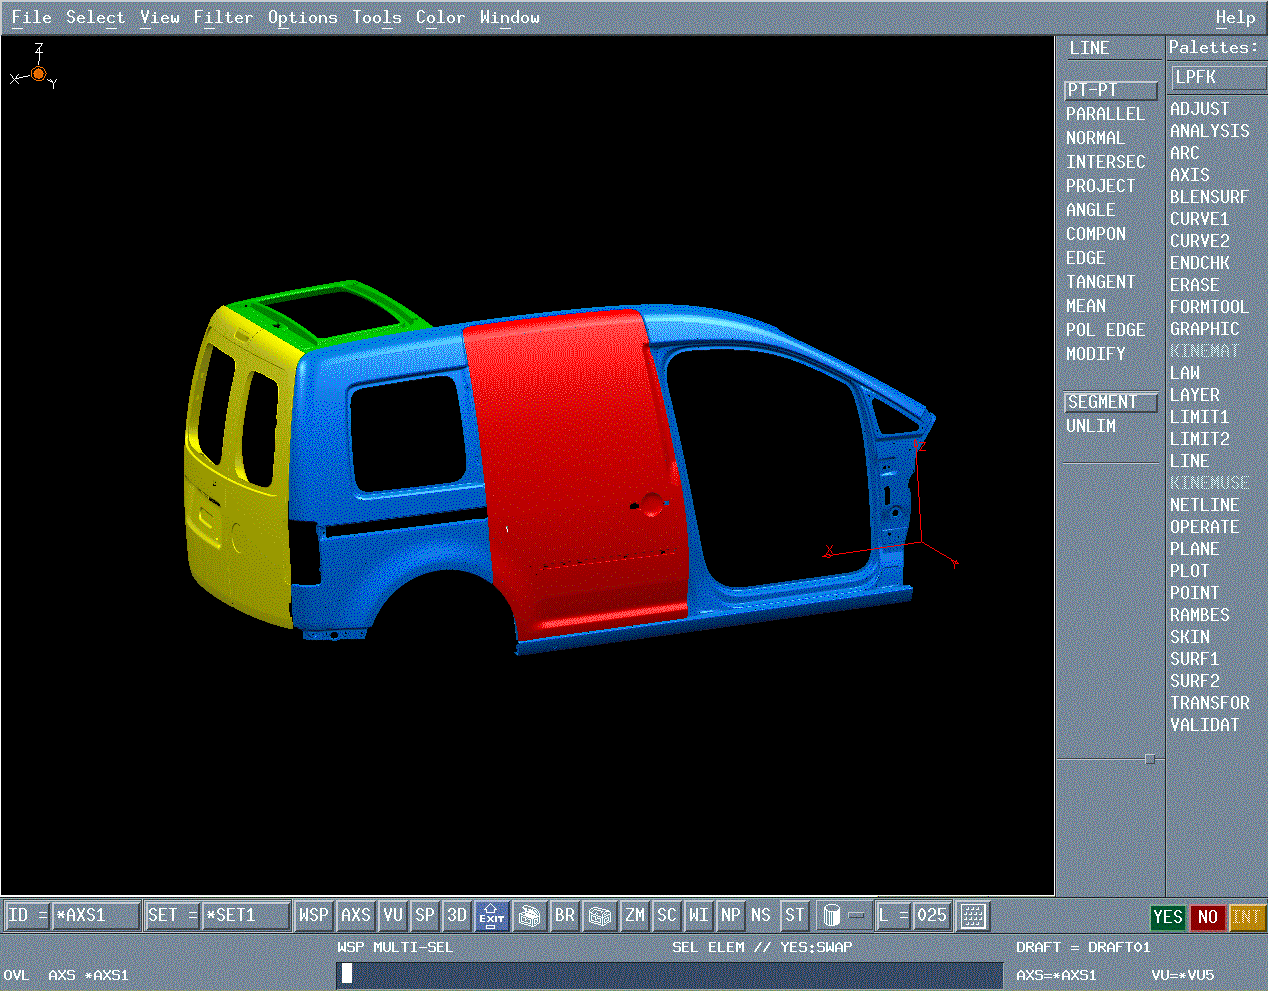 File Select View Filter Options Tools Color Window Help
Z
X
Y
LINE
PT-PT
PARALLEL
NORMAL
INTERSEC
PROJECT
ANGLE
COMPON
EDGE
TANGENT
MEAN
POL EDGE
MODIFY
SEGMENT
UNLIM
Palettes:
LPFK
ADJUST
ANALYSIS
ARC
AXIS
BLENSURF
CURVE1
CURVE2
ENDCHK
ERASE
FORMTOOL
GRAPHIC
KINEMAT
LAW
LAYER
LIMIT1
LIMIT2
LINE
KINEMUSE
NETLINE
OPERATE
PLANE
PLOT
POINT
RAMBES
SKIN
SURF1
SURF2
TRANSFOR
VALIDAT
Z
X
Y
ID = *AXS1 SET = *SET1 WSP AXS VU SP 3D EXIT BR ZM SC WI NP NS ST L = 025 YES NO INT
WSP MULTI-SEL SEL ELEM // YES:SWAP DRAFT = DRAFT01
OVL AXS *AXS1 AXS=*AXS1 VU=*VU5